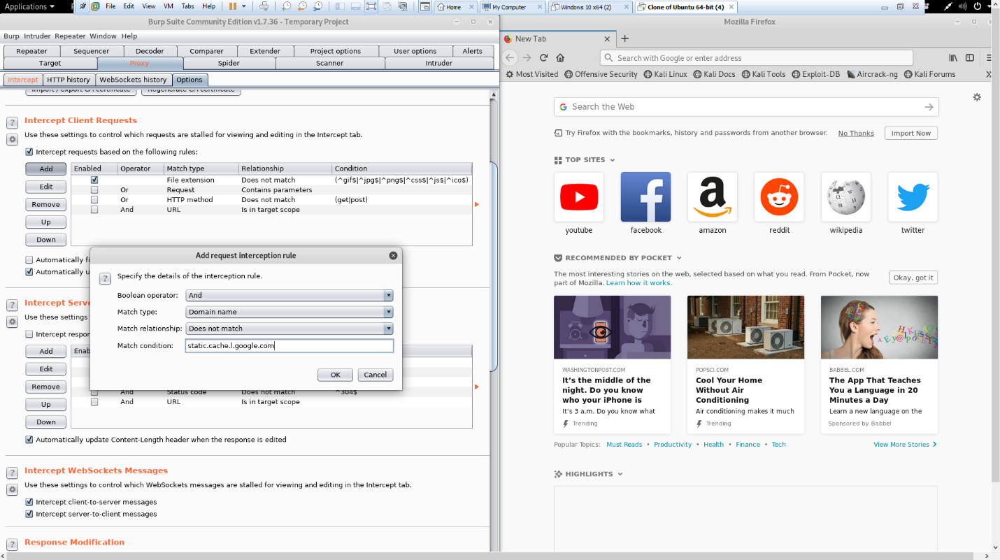 Applications
File Edit View VM Tabs Help
Home
My Computer
Windows 10 x64 (2)
Clone of Ubuntu 64-bit (4)
Burp Suite Community Edition v1.7.36 - Temporary Project
Burp Intruder Repeater Window Help
Repeater Sequencer Decoder Comparer Extender Project options User options Alerts
Target Proxy Spider Scanner Intruder
Intercept HTTP history WebSockets history Options
Import / export CA certificate Regenerate CA certificate
? Intercept Client Requests
Use these settings to control which requests are stalled for viewing and editing in the Intercept tab.
Intercept requests based on the following rules:
Add Enabled Operator Match type Relationship Condition
File extension Does not match (^gif$|^jpg$|^png$|^css$|^js$|^ico$)
Edit Or Request Contains parameters
Or HTTP method Does not match (get|post)
Remove And URL Is in target scope
Up
Down
Automatically fi
Automatically u
Add request interception rule
? Specify the details of the interception rule.
Boolean operator: And
Match type: Domain name
Match relationship: Does not match
Match condition: static.cache.l.google.com
OK Cancel
? Intercept Serve
Use these settings
Intercept respon
Add Enab
Edit
Remove And Status code Does not match ^304$
Up And URL Is in target scope
Down
Automatically update Content-Length header when the response is edited
? Intercept WebSockets Messages
Use these settings to control which WebSockets messages are stalled for viewing and editing in the Intercept tab.
Intercept client-to-server messages
Intercept server-to-client messages
? Response Modification
Mozilla Firefox
New Tab
Search with Google or enter address
Most Visited Offensive Security Kali Linux Kali Docs Kali Tools Exploit-DB Aircrack-ng Kali Forums
G Search the Web
Try Firefox with the bookmarks, history and passwords from another browser. No Thanks Import Now
TOP SITES
youtube facebook amazon reddit wikipedia twitter
RECOMMENDED BY POCKET
The most interesting stories on the web, selected based on what you read. From Pocket, now
part of Mozilla. Learn how it works.
Okay, got it
WASHINGTONPOST.COM
It's the middle of the
night. Do you know
who your iPhone is
It's 3 a.m. Do you know what
Trending
POPSCI.COM
Cool Your Home
Without Air
Conditioning
Air conditioning makes it much
Trending
BABBEL.COM
The App That Teaches
You a Language in 20
Minutes a Day
Learn a new language on the
Sponsored by Babbel
Popular Topics: Must Reads • Productivity • Health • Finance • Tech
View More Stories
HIGHLIGHTS